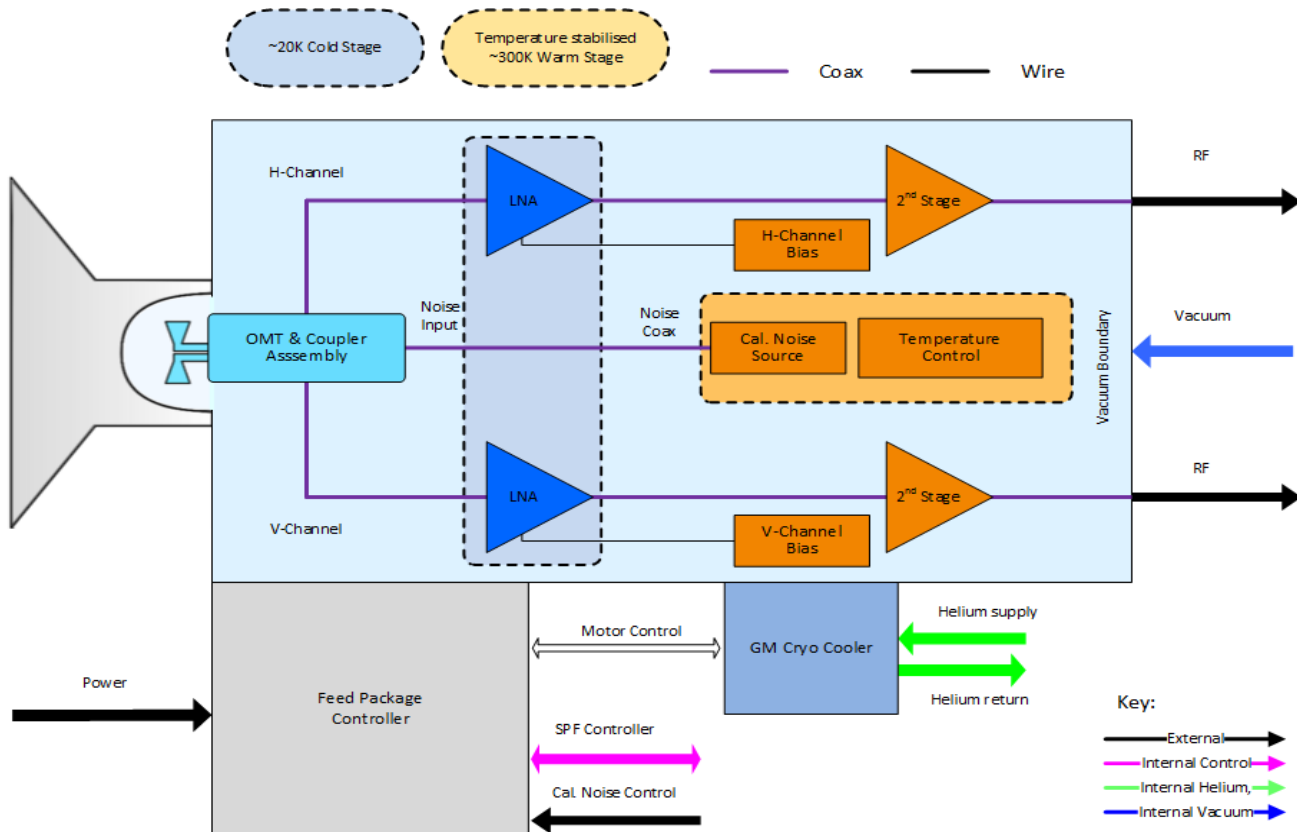 ~20K Cold Stage
Temperature stabilised
~300K Warm Stage
Coax
Wire
H-Channel
LNA
2nd Stage
RF
H-Channel
Bias
Noise
Input
Noise
Coax
OMT & Coupler
Asssembly
Cal. Noise
Source
Temperature
Control
Vacuum Boundary
Vacuum
V-Channel
LNA
2nd Stage
RF
V-Channel
Bias
Motor Control
GM Cryo Cooler
Helium supply
Helium return
Power
Feed Package
Controller
SPF Controller
Cal. Noise Control
Key:
External
Internal Control
Internal Helium,
Internal Vacuum